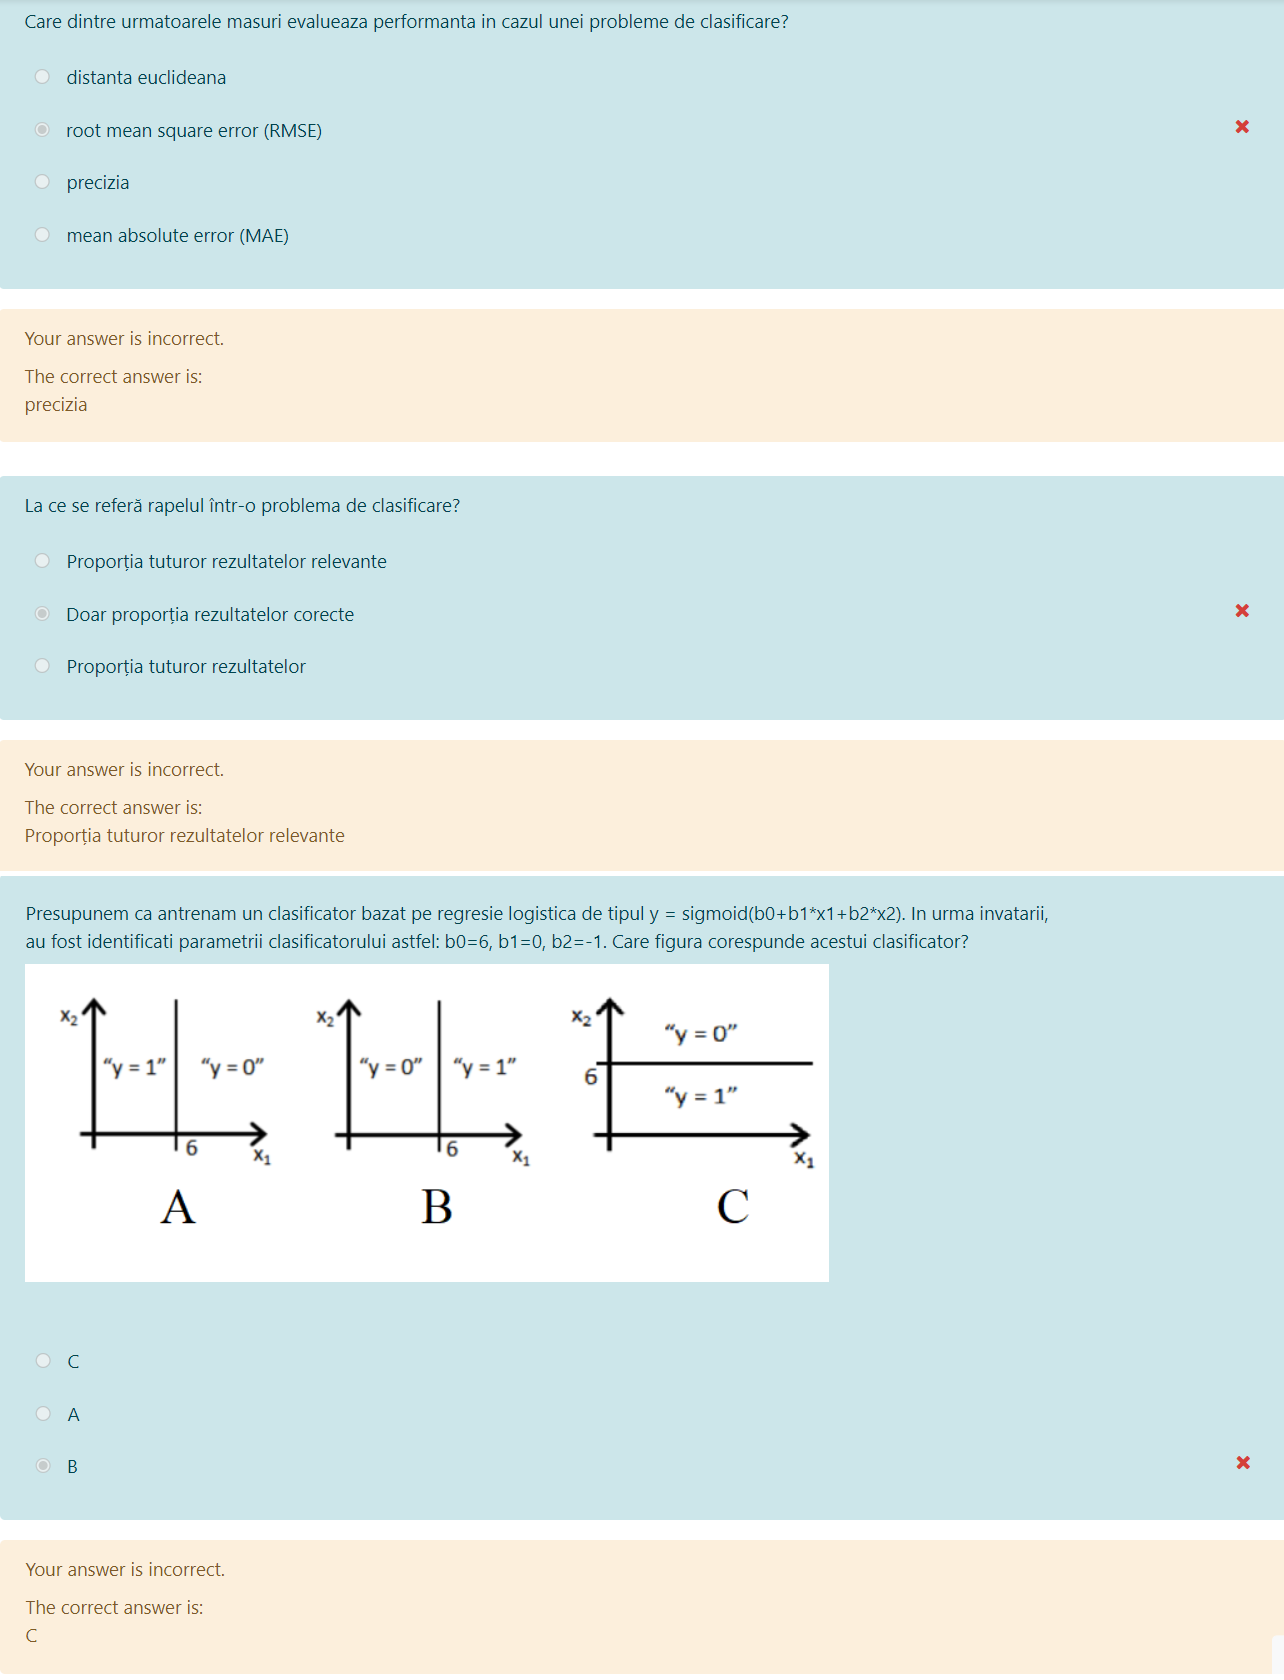 Care dintre urmatoarele masuri evalueaza performanta in cazul unei probleme de clasificare?
distanta euclideana
root mean square error (RMSE)
precizia
mean absolute error (MAE)
Your answer is incorrect.
The correct answer is:
precizia
La ce se referă rapelul într-o problema de clasificare?
Proporția tuturor rezultatelor relevante
Doar proporția rezultatelor corecte
Proporția tuturor rezultatelor
Your answer is incorrect.
The correct answer is:
Proporția tuturor rezultatelor relevante
Presupunem ca antrenam un clasificator bazat pe regresie logistica de tipul y = sigmoid(b0+b1*x1+b2*x2). In urma invatarii,
au fost identificati parametrii clasificatorului astfel: b0=6, b1=0, b2=-1. Care figura corespunde acestui clasificator?
x₂
“y = 1” “y = 0”
6
x₁
A
x₂
“y = 0” “y = 1”
6
x₁
B
x₂
“y = 0”
6
“y = 1”
x₁
C
C
A
B
Your answer is incorrect.
The correct answer is:
C